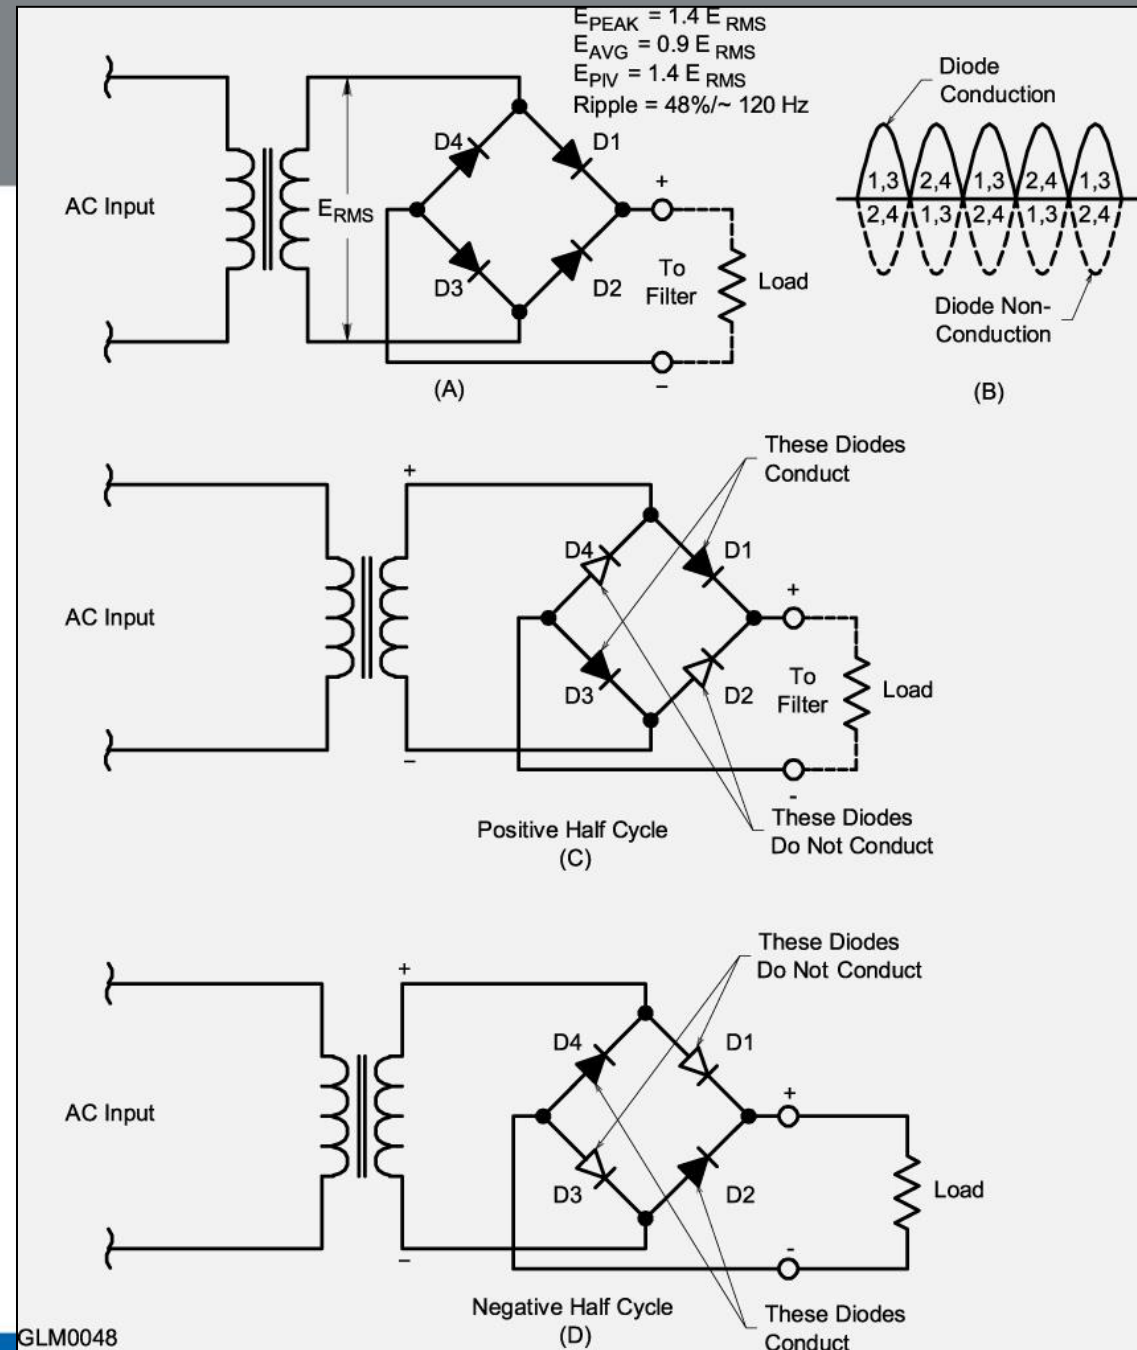 E PEAK = 1.4 E RMS
E AVG = 0.9 E RMS
E PIV = 1.4 E RMS
Ripple = 48%/~ 120 Hz
AC Input
E RMS
D4
D1
D3
D2
+
To
Filter
Load
–
(A)
Diode
Conduction
1,3
2,4
1,3
2,4
1,3
2,4
1,3
2,4
1,3
2,4
Diode Non-
Conduction
(B)
These Diodes
Conduct
+
AC Input
D4
D1
D3
D2
+
To
Filter
Load
–
-
These Diodes
Do Not Conduct
Positive Half Cycle
(C)
These Diodes
Do Not Conduct
+
AC Input
D4
D1
D3
D2
+
Load
–
-
Negative Half Cycle
(D)
These Diodes
Conduct
GLM0048